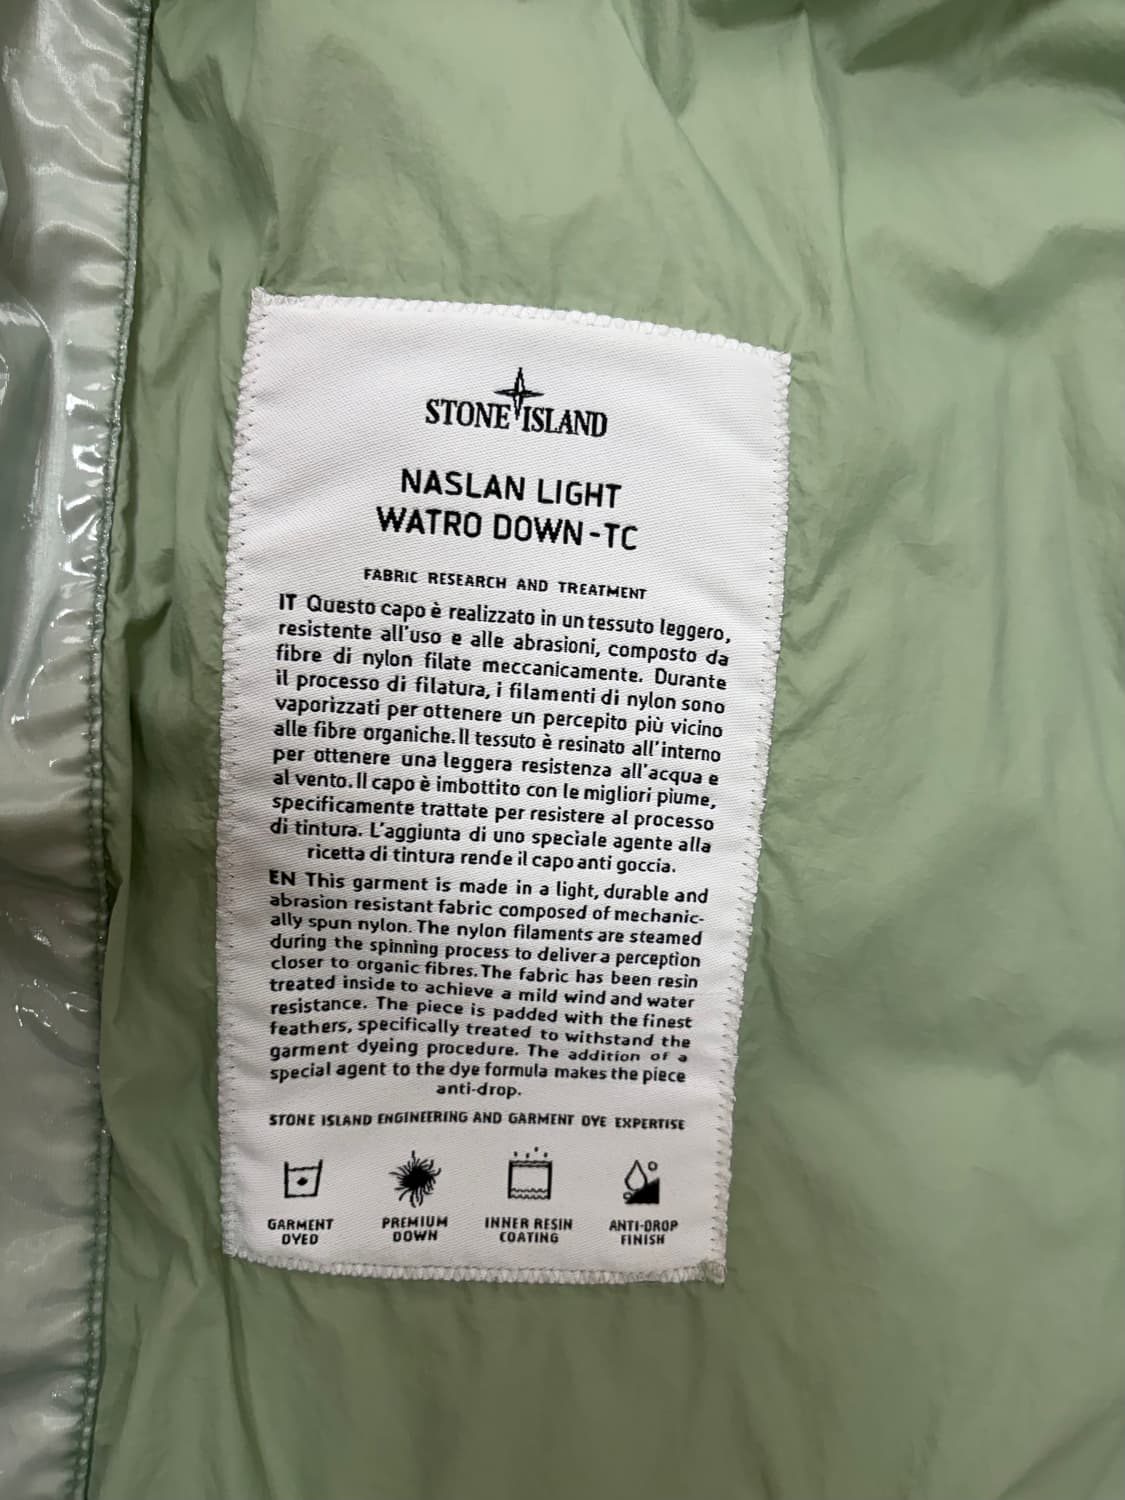 STONE ISLAND
NASLAN LIGHT
WATRO DOWN -TC
FABRIC RESEARCH AND TREATMENT
IT Questo capo è realizzato in un tessuto leggero,
resistente all'uso e alle abrasioni, composto da
fibre di nylon filate meccanicamente. Durante
il processo di filatura, i filamenti di nylon sono
vaporizzati per ottenere un percepito più vicino
alle fibre organiche. Il tessuto è resinato all'interno
per ottenere una leggera resistenza all'acqua e
al vento. Il capo è imbottito con le migliori piume,
specificamente trattate per resistere al processo
di tintura. L'aggiunta di uno speciale agente alla
ricetta di tintura rende il capo anti goccia.
EN This garment is made in a light, durable and
abrasion resistant fabric composed of mechanic-
ally spun nylon. The nylon filaments are steamed
during the spinning process to deliver a perception
closer to organic fibres. The fabric has been resin
treated inside to achieve a mild wind and water
resistance. The piece is padded with the finest
feathers, specifically treated to withstand the
garment dyeing procedure. The addition of a
special agent to the dye formula makes the piece
anti-drop.
STONE ISLAND ENGINEERING AND GARMENT DYE EXPERTISE
GARMENT DYED
PREMIUM DOWN
INNER RESIN COATING
ANTI-DROP FINISH